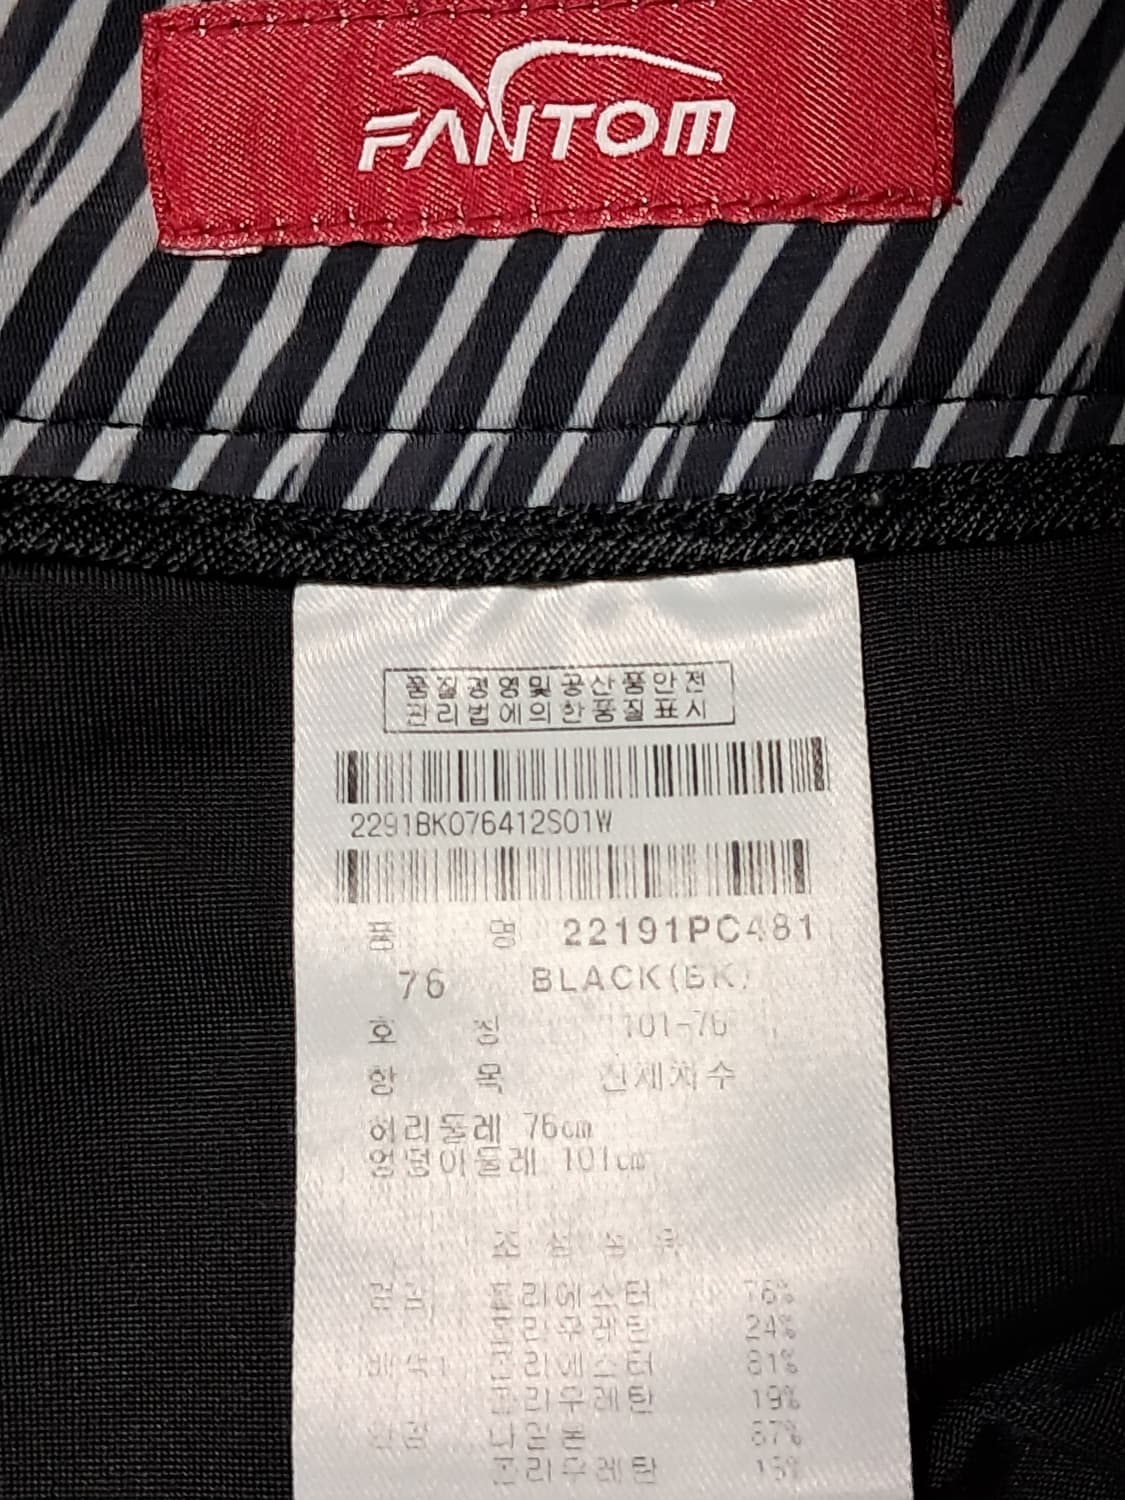 FANTOM
품질경영및공산품안전
관리법에의한품질표시
2291BK076412S01W
품 명 22191PC481
76 BLACK(BK)
호 칭 101-76
항 목 신체치수
허리둘레 76cm
엉덩이둘레 101cm
조 성 섬 유
겉감 폴리에스터 76%
폴리우레탄 24%
배색1 폴리에스터 81%
폴리우레탄 19%
안감 나일론 87%
폴리우레탄 13%